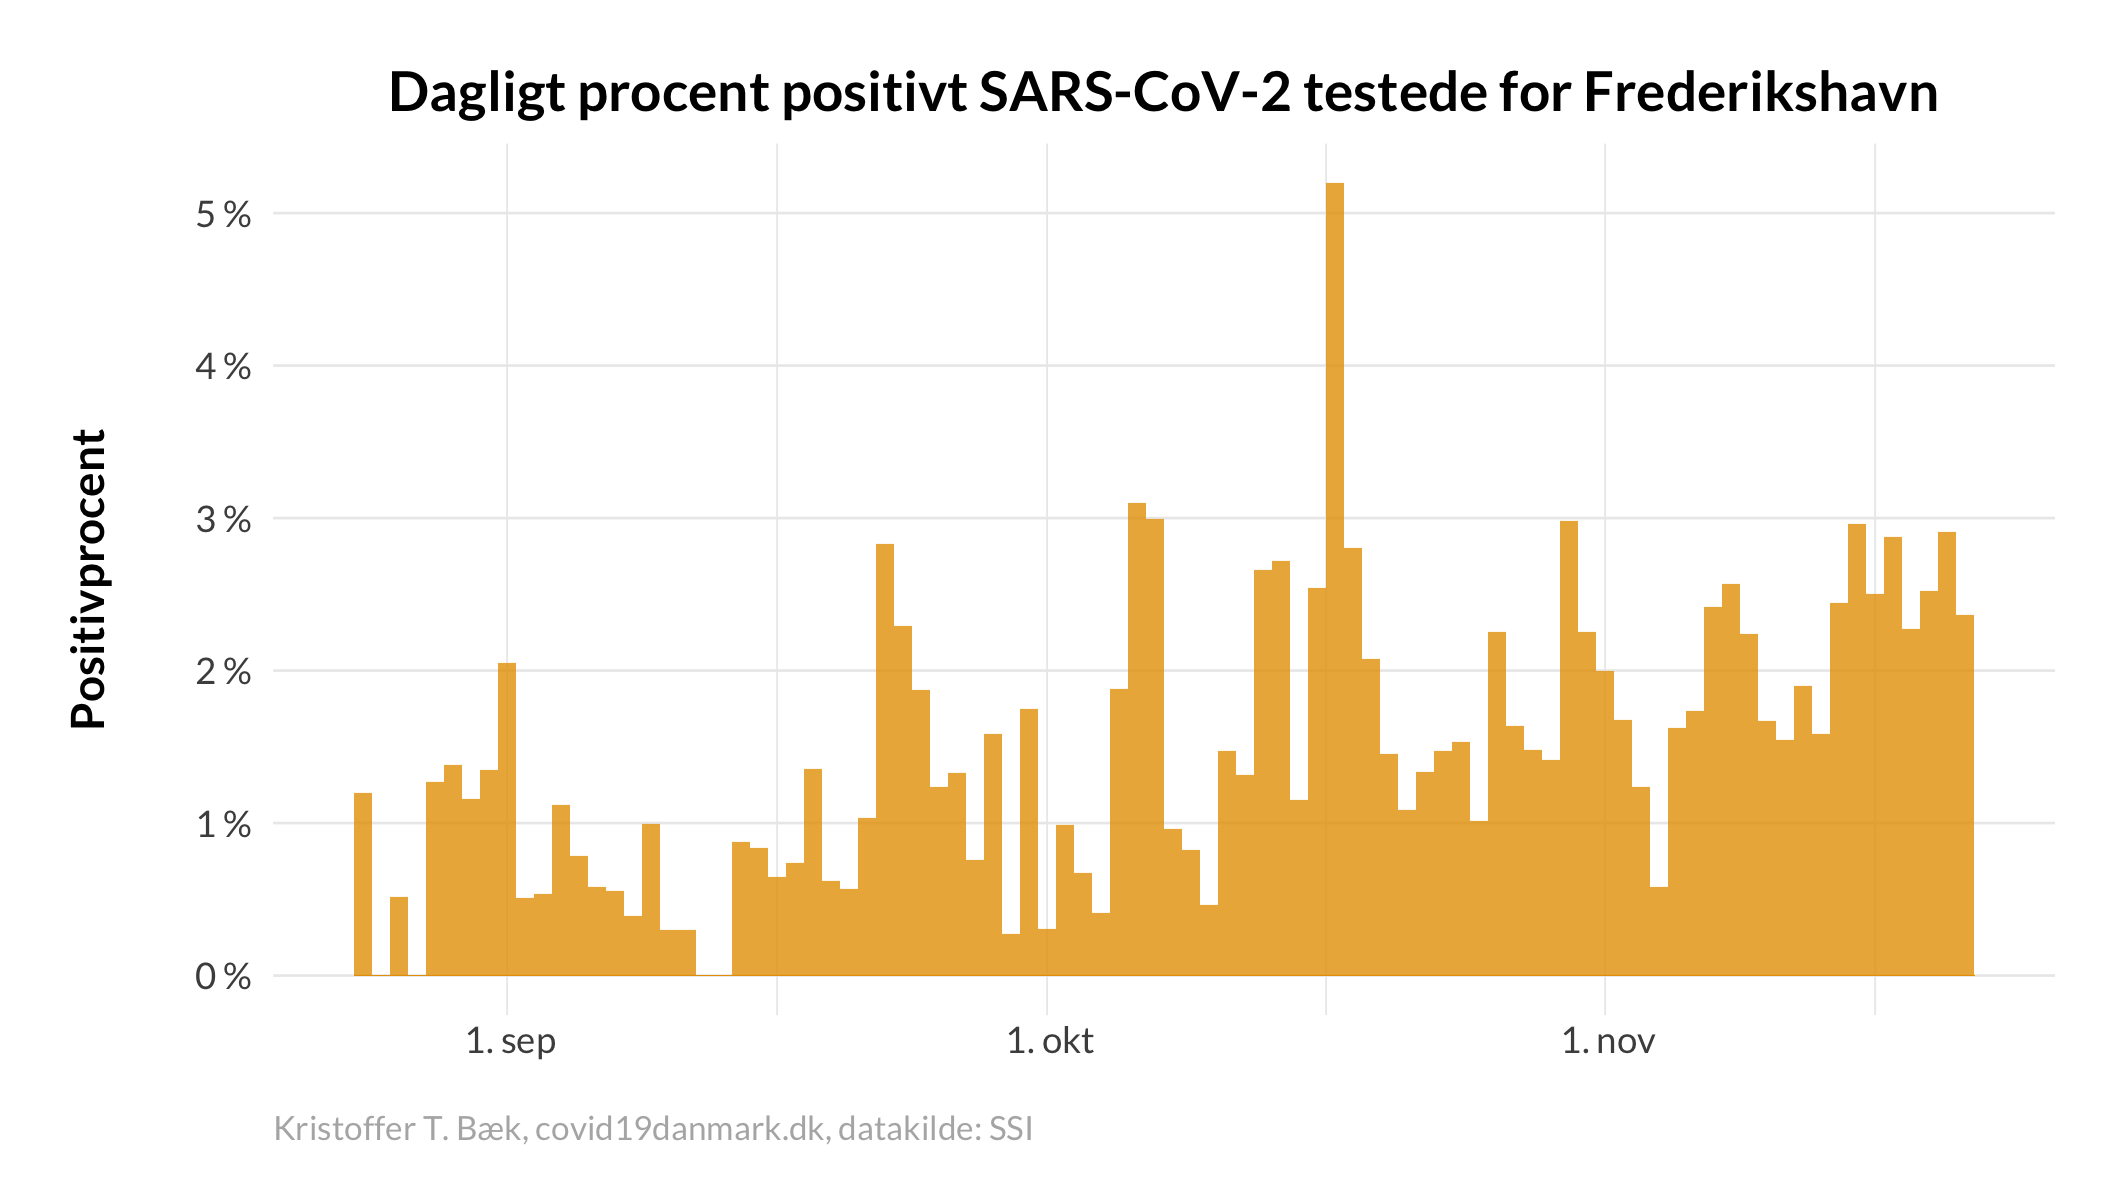 Dagligt procent positivt SARS-CoV-2 testede for Frederikshavn
Positivprocent
5 %
4 %
3 %
2 %
1 %
0 %
1. sep
1. okt
1. nov
Kristoffer T. Bæk, covid19danmark.dk, datakilde: SSI